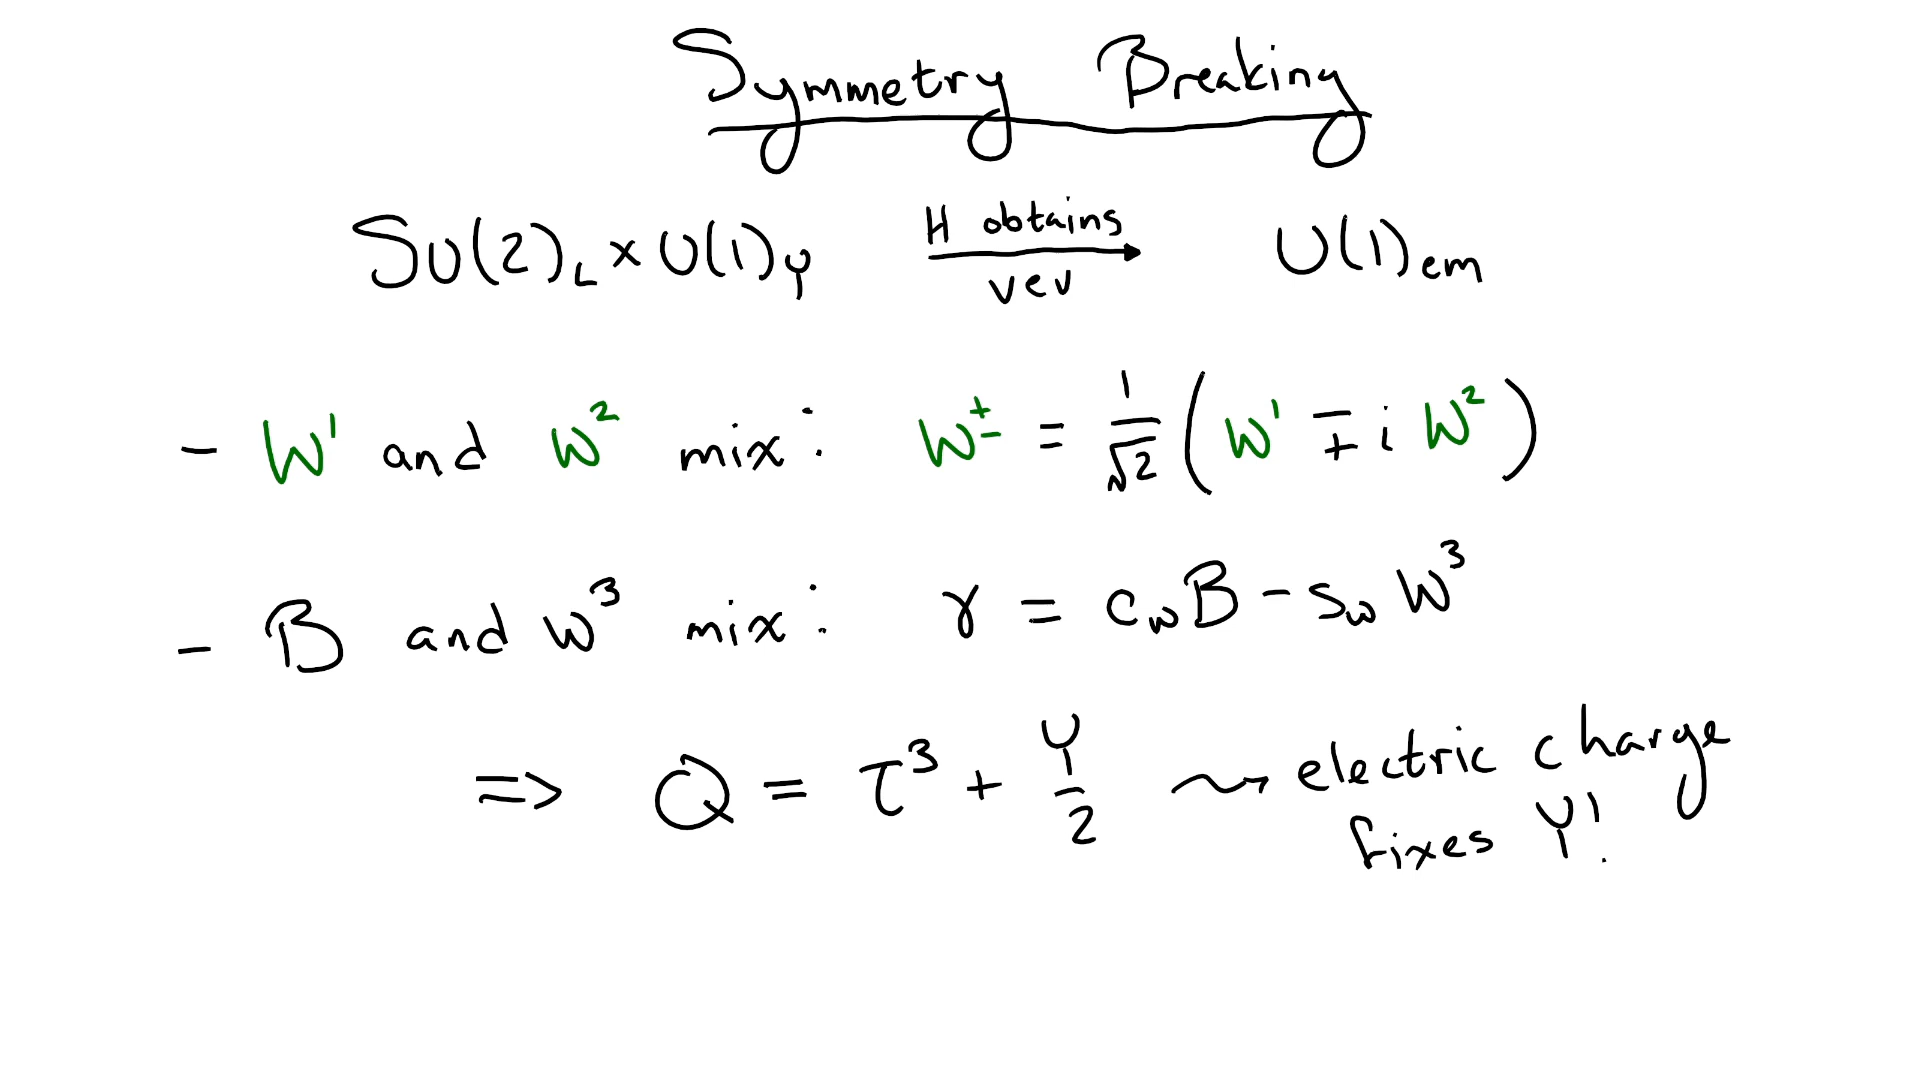 Symmetry Breaking
SU(2)_L × U(1)_Y H obtains vev → U(1)_em
- W¹ and W² mix: W^± = 1/√2 (W¹ ∓ i W²)
- B and W³ mix: γ = c_w B - s_w W³
=> Q = τ³ + Y/2 ⇝ electric charge
fixes Y!